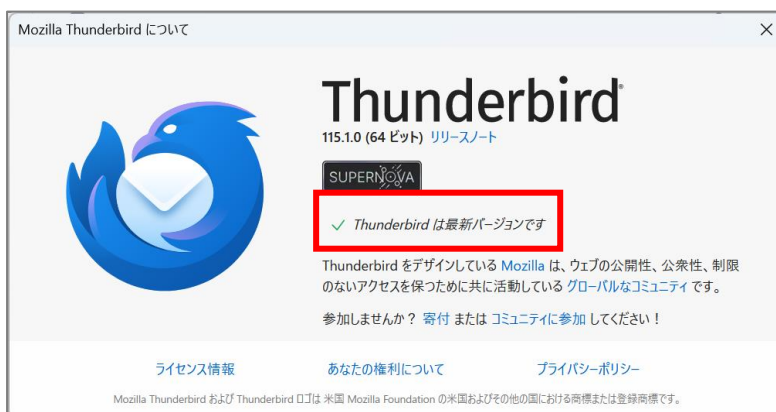 Mozilla Thunderbird について
Thunderbird®
115.1.0 (64 ビット) リリースノート
SUPERNOVA
Thunderbird は最新バージョンです
Thunderbird をデザインしている Mozilla は、ウェブの公開性、公衆性、制限
のないアクセスを保つために共に活動している グローバルなコミュニティ です。
参加しませんか? 寄付 または コミュニティに参加 してください!
ライセンス情報 あなたの権利について プライバシーポリシー
Mozilla Thunderbird および Thunderbird ロゴは 米国 Mozilla Foundation の米国およびその他の国における商標または登録商標です。